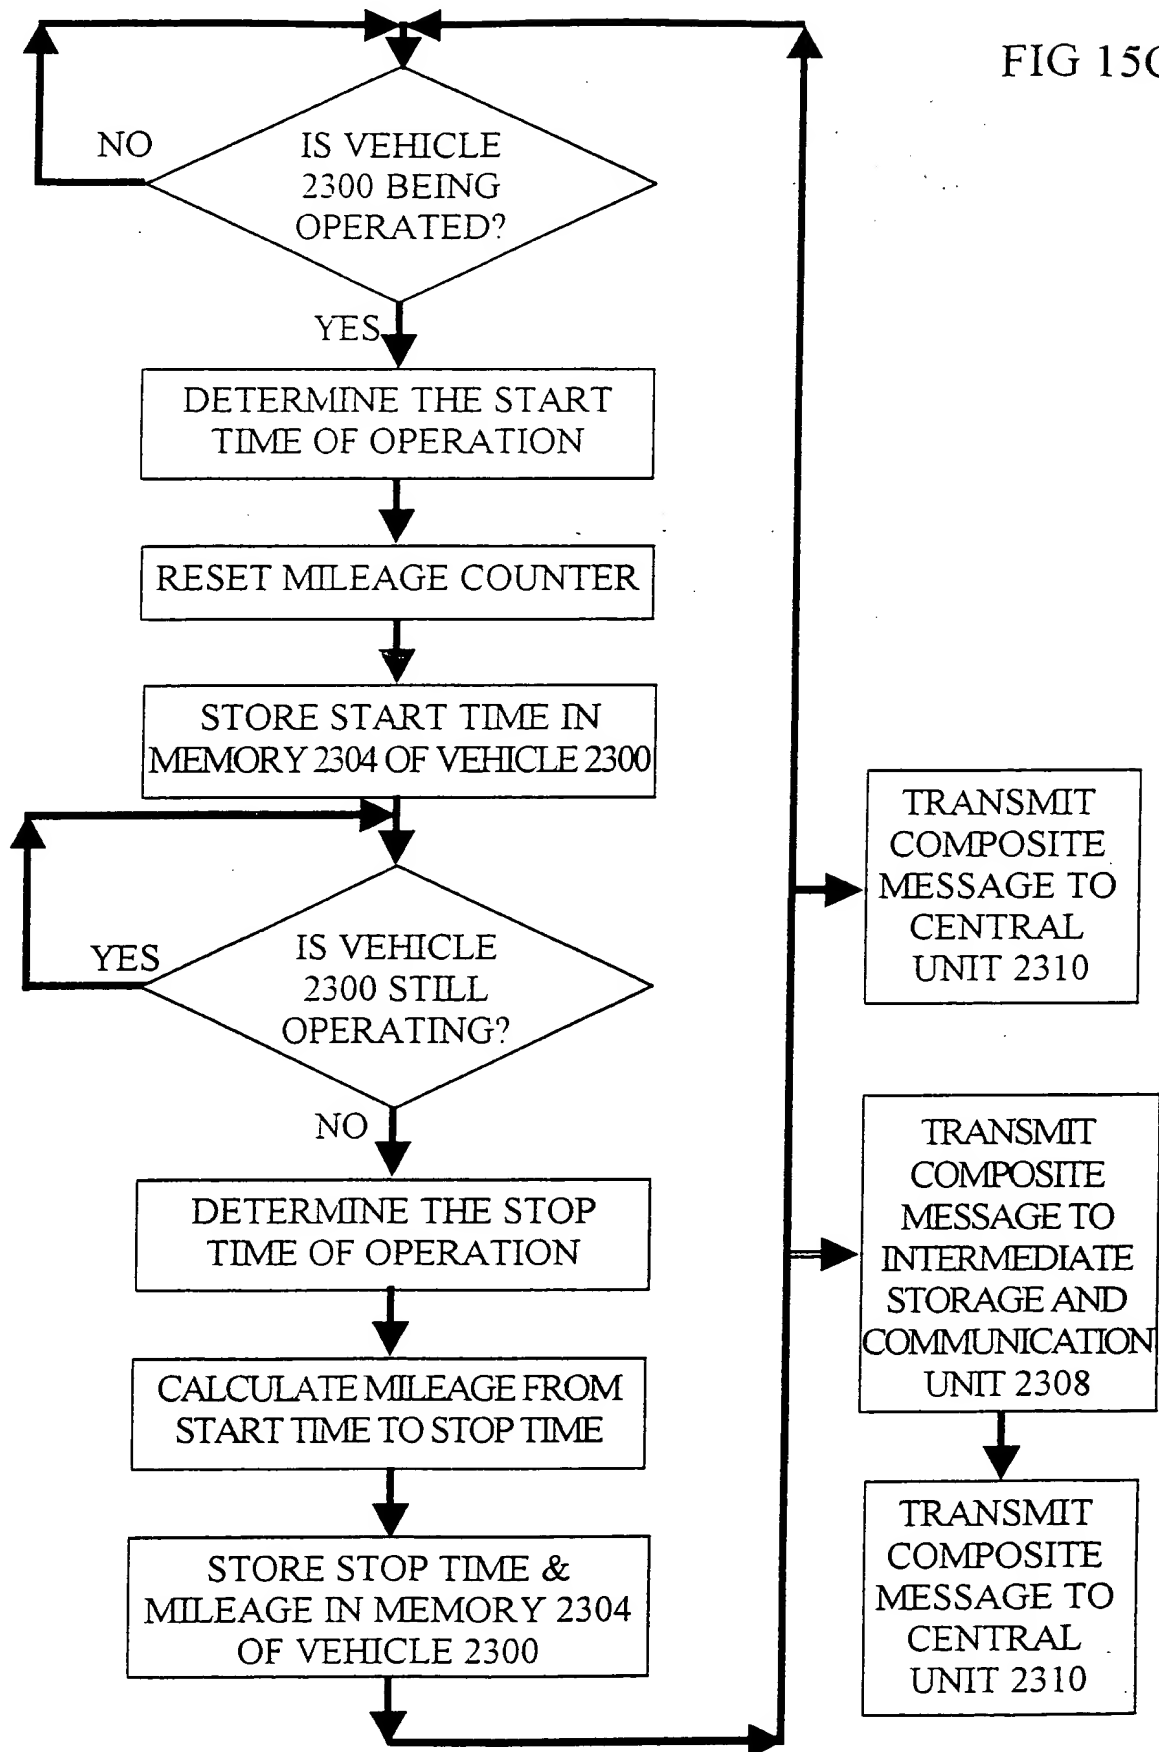 FIG 15C
NO
IS VEHICLE
2300 BEING
OPERATED?
YES
DETERMINE THE START
TIME OF OPERATION
RESET MILEAGE COUNTER
STORE START TIME IN
MEMORY 2304 OF VEHICLE 2300
YES
IS VEHICLE
2300 STILL
OPERATING?
NO
DETERMINE THE STOP
TIME OF OPERATION
CALCULATE MILEAGE FROM
START TIME TO STOP TIME
STORE STOP TIME &
MILEAGE IN MEMORY 2304
OF VEHICLE 2300
TRANSMIT
COMPOSITE
MESSAGE TO
CENTRAL
UNIT 2310
TRANSMIT
COMPOSITE
MESSAGE TO
INTERMEDIATE
STORAGE AND
COMMUNICATION
UNIT 2308
TRANSMIT
COMPOSITE
MESSAGE TO
CENTRAL
UNIT 2310